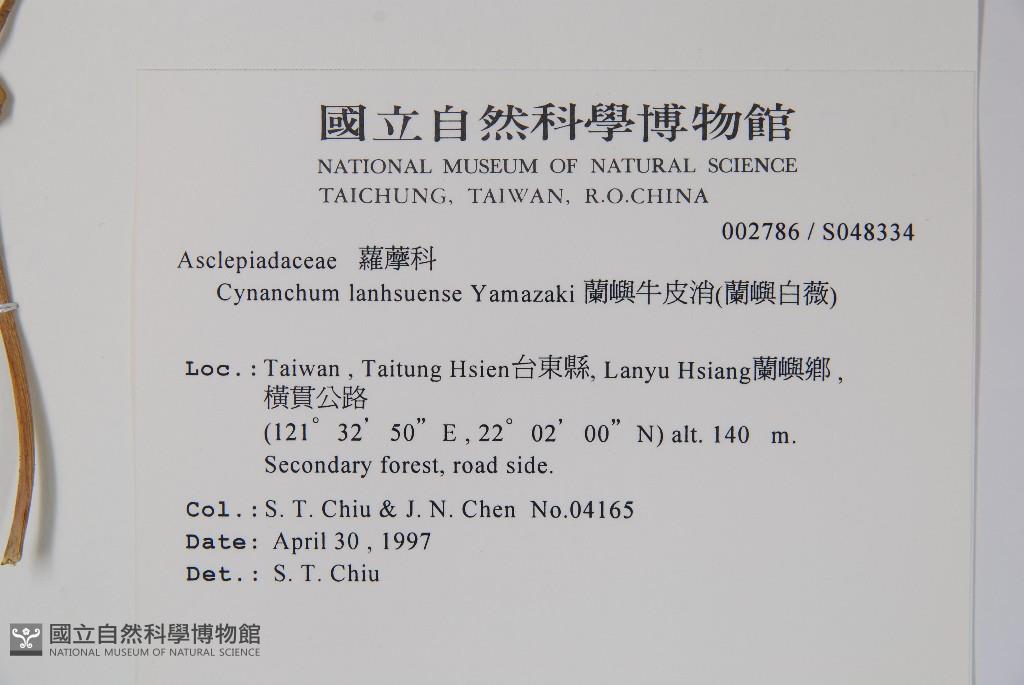 國立自然科學博物館
NATIONAL MUSEUM OF NATURAL SCIENCE
TAICHUNG, TAIWAN, R.O.CHINA
002786 / S048334
Asclepiadaceae 蘿藦科
Cynanchum lanhsuense Yamazaki 蘭嶼牛皮消(蘭嶼白薇)
Loc.: Taiwan , Taitung Hsien台東縣, Lanyu Hsiang蘭嶼鄉 ,
橫貫公路
(121° 32’ 50” E , 22° 02’ 00” N) alt. 140 m.
Secondary forest, road side.
Col.: S. T. Chiu & J. N. Chen No.04165
Date: April 30 , 1997
Det.: S. T. Chiu
國立自然科學博物館
NATIONAL MUSEUM OF NATURAL SCIENCE